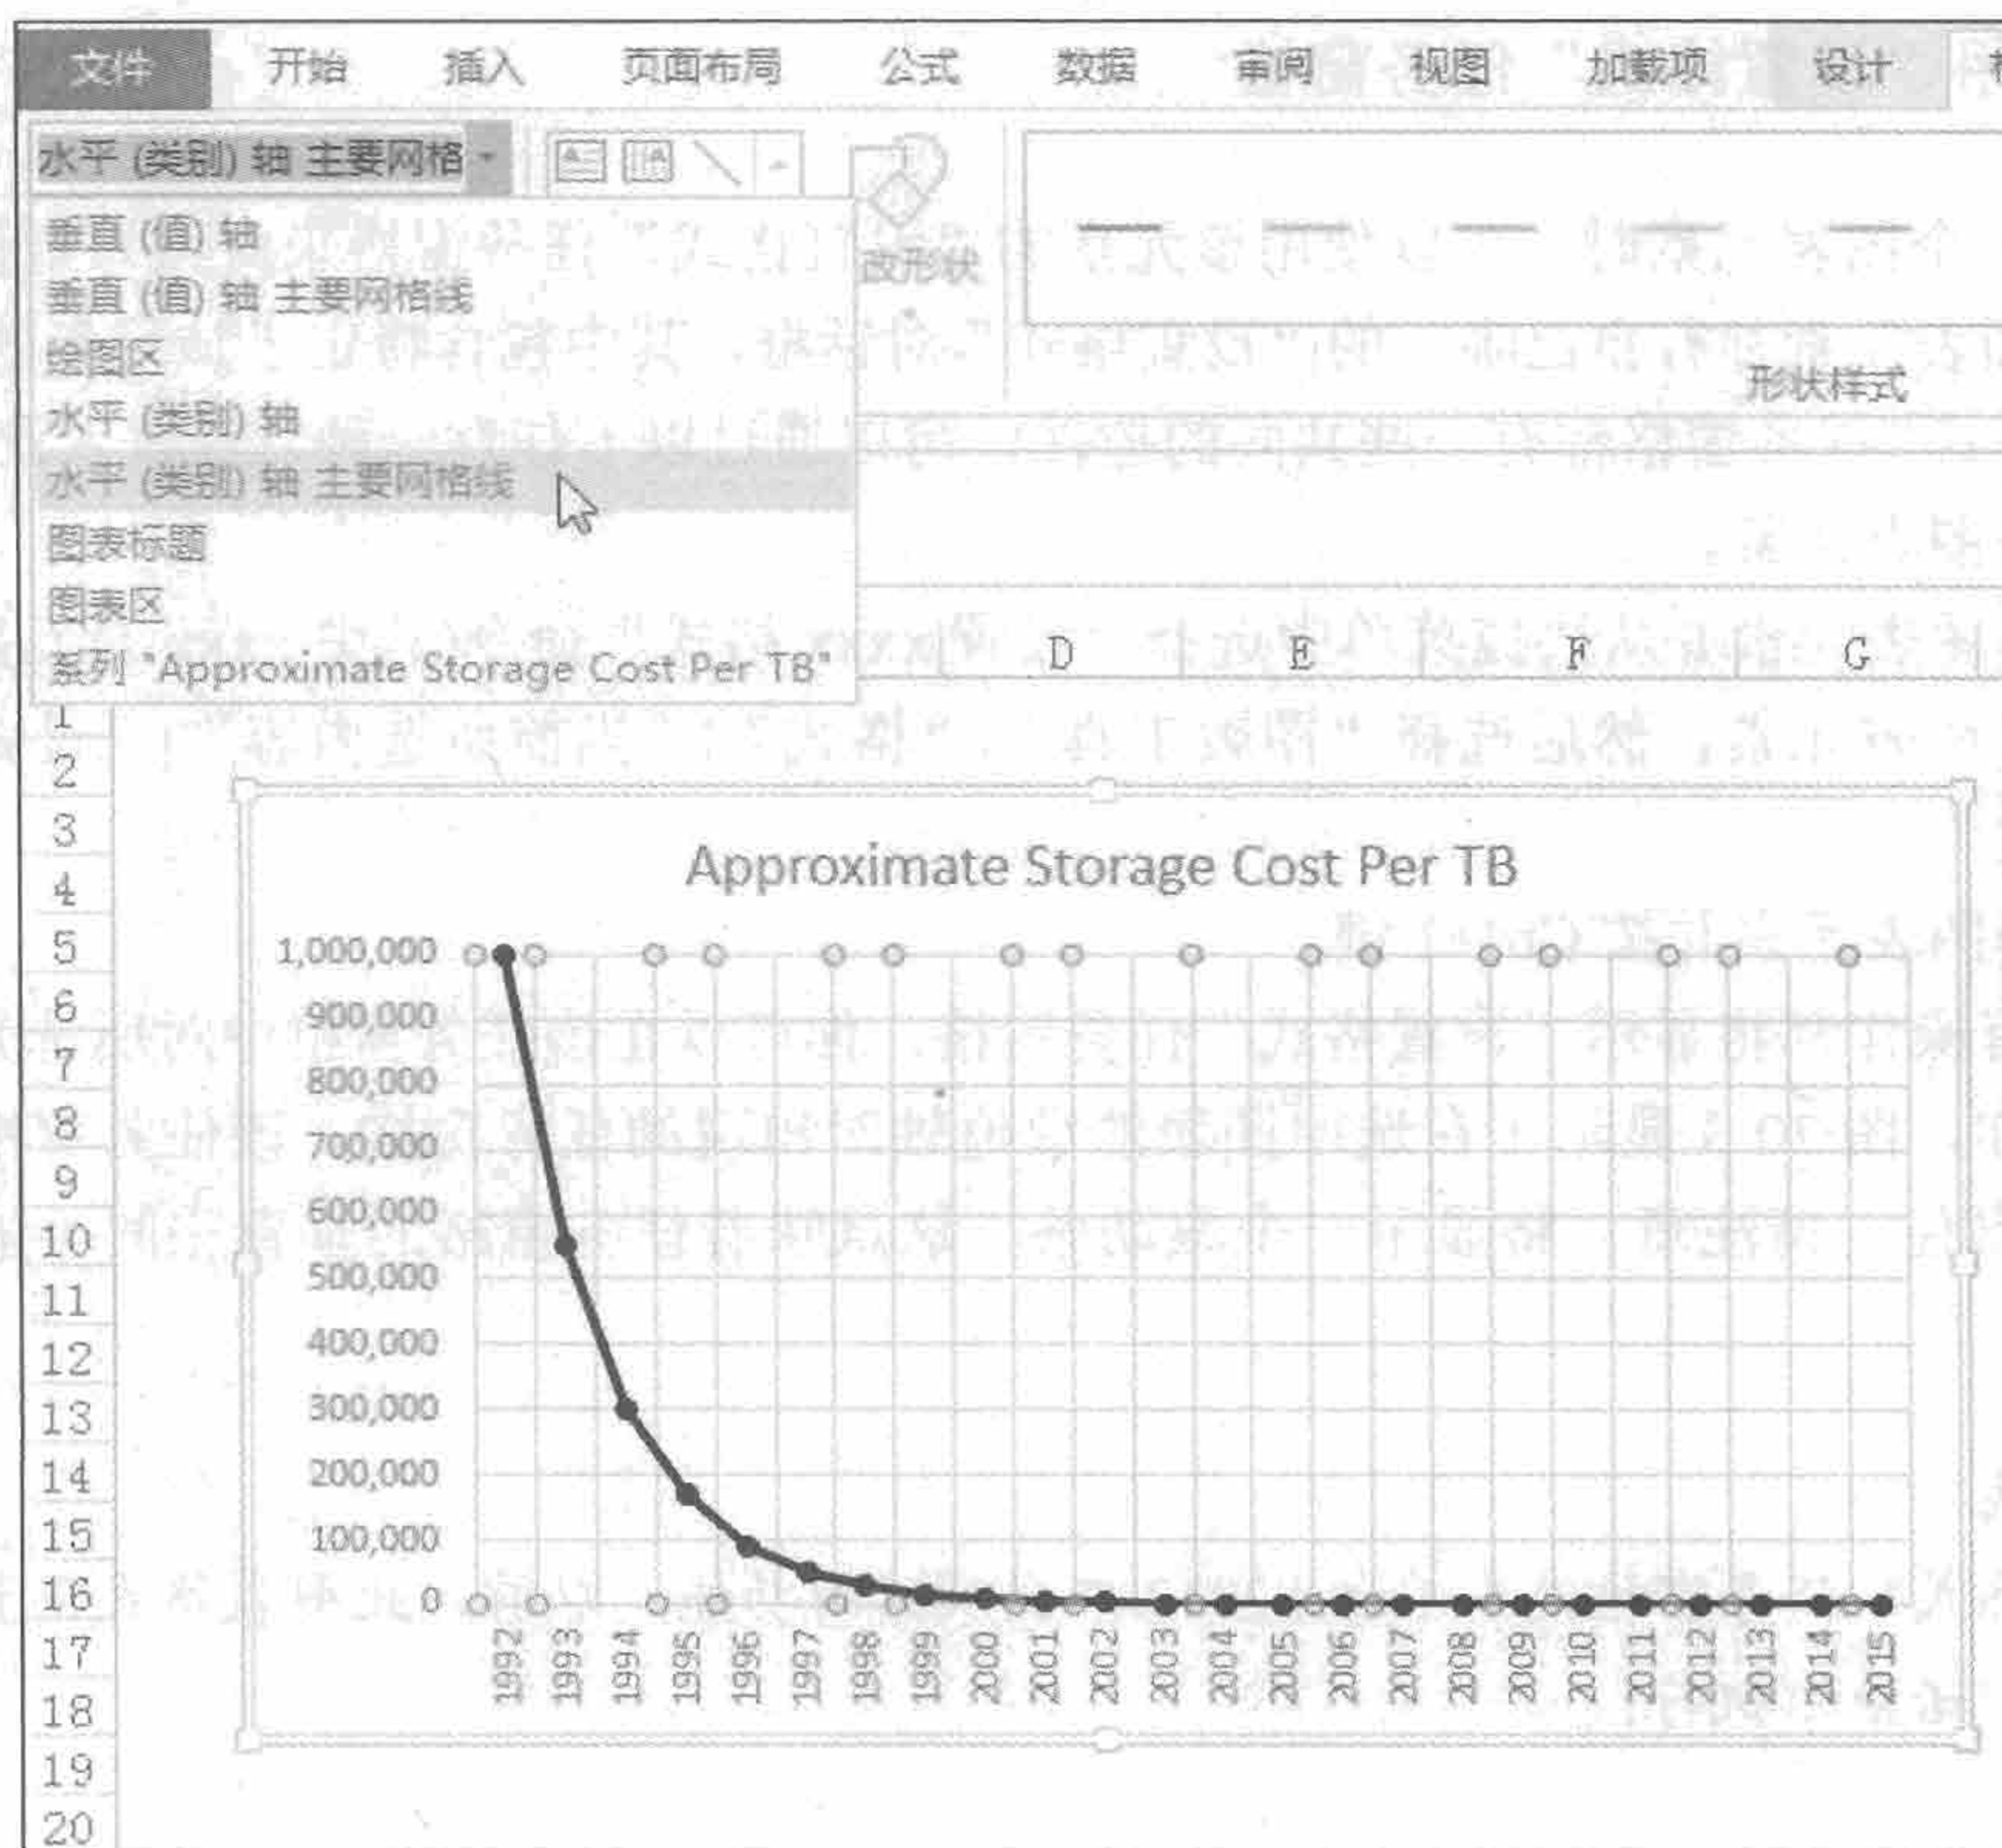 文件 开始 插入 页面布局 公式 数据 审阅 视图 加载项 设计
水平 (类别) 轴 主要网格
垂直 (值) 轴
垂直 (值) 轴 主要网格线
绘图区
水平 (类别) 轴
水平 (类别) 轴 主要网格线
图表标题
图表区
系列 "Approximate Storage Cost Per TB"
改形状
形状样式
D E F G
1
2
3
4
5
6
7
8
9
10
11
12
13
14
15
16
17
18
19
20
Approximate Storage Cost Per TB
1,000,000
900,000
800,000
700,000
600,000
500,000
400,000
300,000
200,000
100,000
0
1992 1993 1994 1995 1996 1997 1998 1999 2000 2001 2002 2003 2004 2005 2006 2007 2008 2009 2010 2011 2012 2013 2014 2015